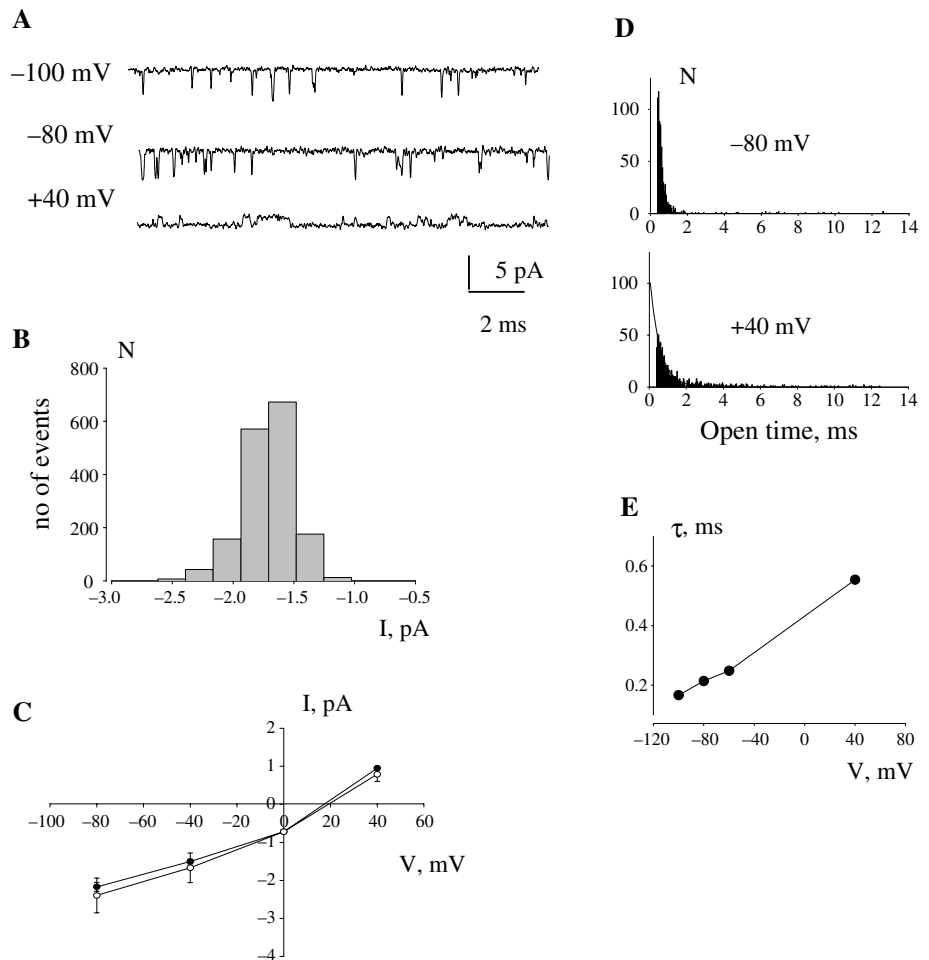 A
–100 mV
–80 mV
+40 mV
5 pA
2 ms
B
N
no of events
800
600
400
200
0
–3.0 –2.5 –2.0 –1.5 –1.0 –0.5
I, pA
C
I, pA
2
1
0
–1
–2
–3
–4
–100 –80 –60 –40 –20 0 20 40 60
V, mV
D
N
100
50
0
–80 mV
0 2 4 6 8 10 12 14
100
50
0
+40 mV
0 2 4 6 8 10 12 14
Open time, ms
E
τ, ms
0.6
0.4
0.2
–120 –80 –40 0 40 80
V, mV